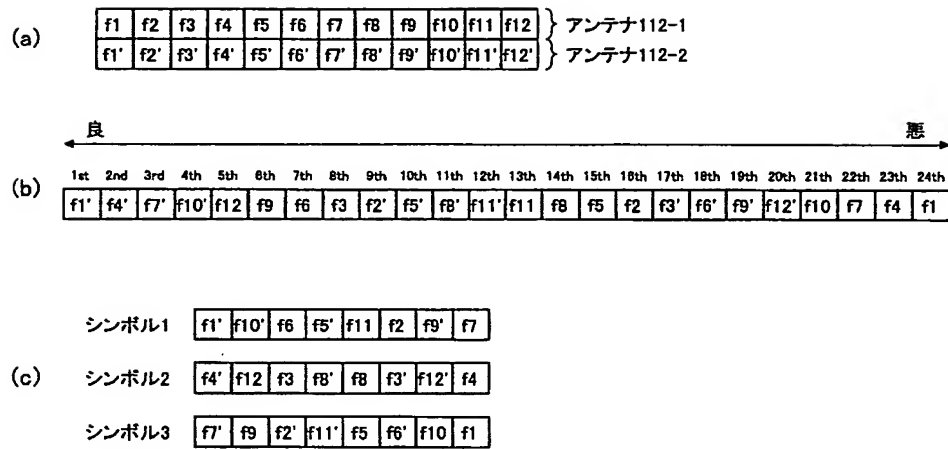 (a)
f1 f2 f3 f4 f5 f6 f7 f8 f9 f10 f11 f12 } アンテナ112-1
f1' f2' f3' f4' f5' f6' f7' f8' f9' f10' f11' f12' } アンテナ112-2
良 悪
1st 2nd 3rd 4th 5th 6th 7th 8th 9th 10th 11th 12th 13th 14th 15th 16th 17th 18th 19th 20th 21th 22th 23th 24th
(b)
f1' f4' f7' f10' f12 f9 f6 f3 f2' f5' f8' f11' f11 f8 f5 f2 f3' f6' f9' f12' f10 f7 f4 f1
シンボル1 f1' f10' f6 f5' f11 f2 f9' f7
(c)
シンボル2 f4' f12 f3 f8' f8 f3' f12' f4
シンボル3 f7' f9 f2' f11' f5 f6' f10 f1